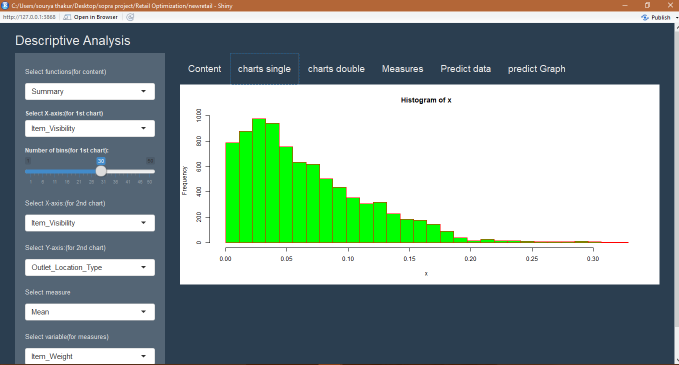 C:/Users/sourya thakur/Desktop/sopra project/Retail Optimization/newretail - Shiny
http://127.0.0.1:3868
Open in Browser
Publish
Descriptive Analysis
Select functions(for content)
Summary
Select X-axis:(for 1st chart)
Item_Visibility
Number of bins(for 1st chart):
30
Select X-axis (for 2nd chart)
Item_Visibility
Select Y-axis:(for 2nd chart)
Outlet_Location_Type
Select measure
Mean
Select variable(for measures)
Item_Weight
Content charts single charts double Measures Predict data predict Graph
Histogram of x
Frequency
1000
800
600
400
200
0
0.00 0.05 0.10 0.15 0.20 0.25 0.30
x